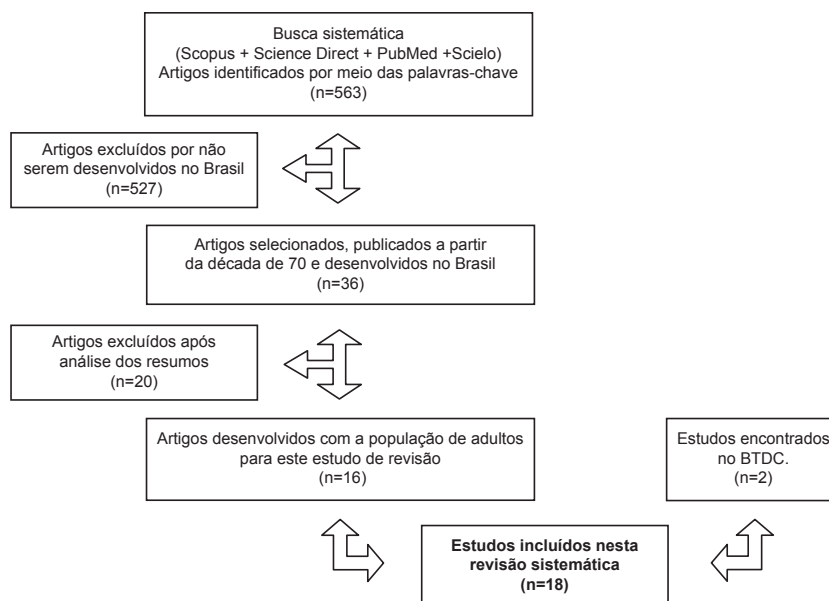 Busca sistemática
(Scopus + Science Direct + PubMed +Scielo)
Artigos identificados por meio das palavras-chave
(n=563)
Artigos excluídos por não
serem desenvolvidos no Brasil
(n=527)
Artigos selecionados, publicados a partir
da década de 70 e desenvolvidos no Brasil
(n=36)
Artigos excluídos após
análise dos resumos
(n=20)
Artigos desenvolvidos com a população de adultos
para este estudo de revisão
(n=16)
Estudos encontrados
no BTDC.
(n=2)
Estudos incluídos nesta
revisão sistemática
(n=18)